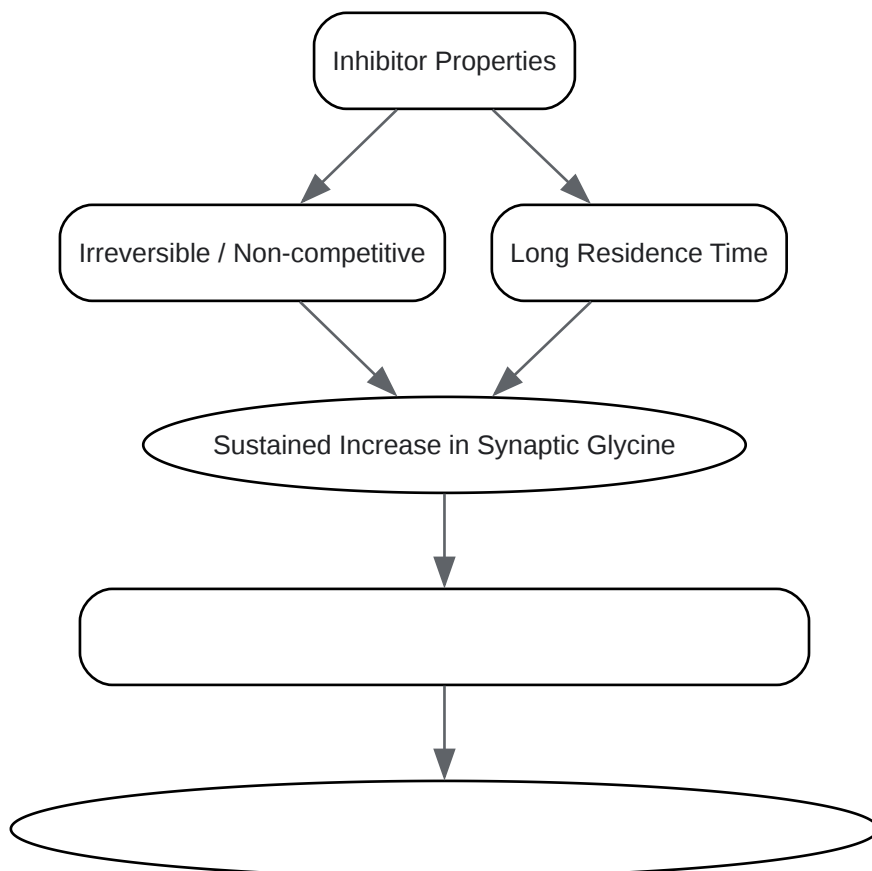 Inhibitor Properties
Irreversible / Non-competitive
Long Residence Time
Sustained Increase in Synaptic Glycine